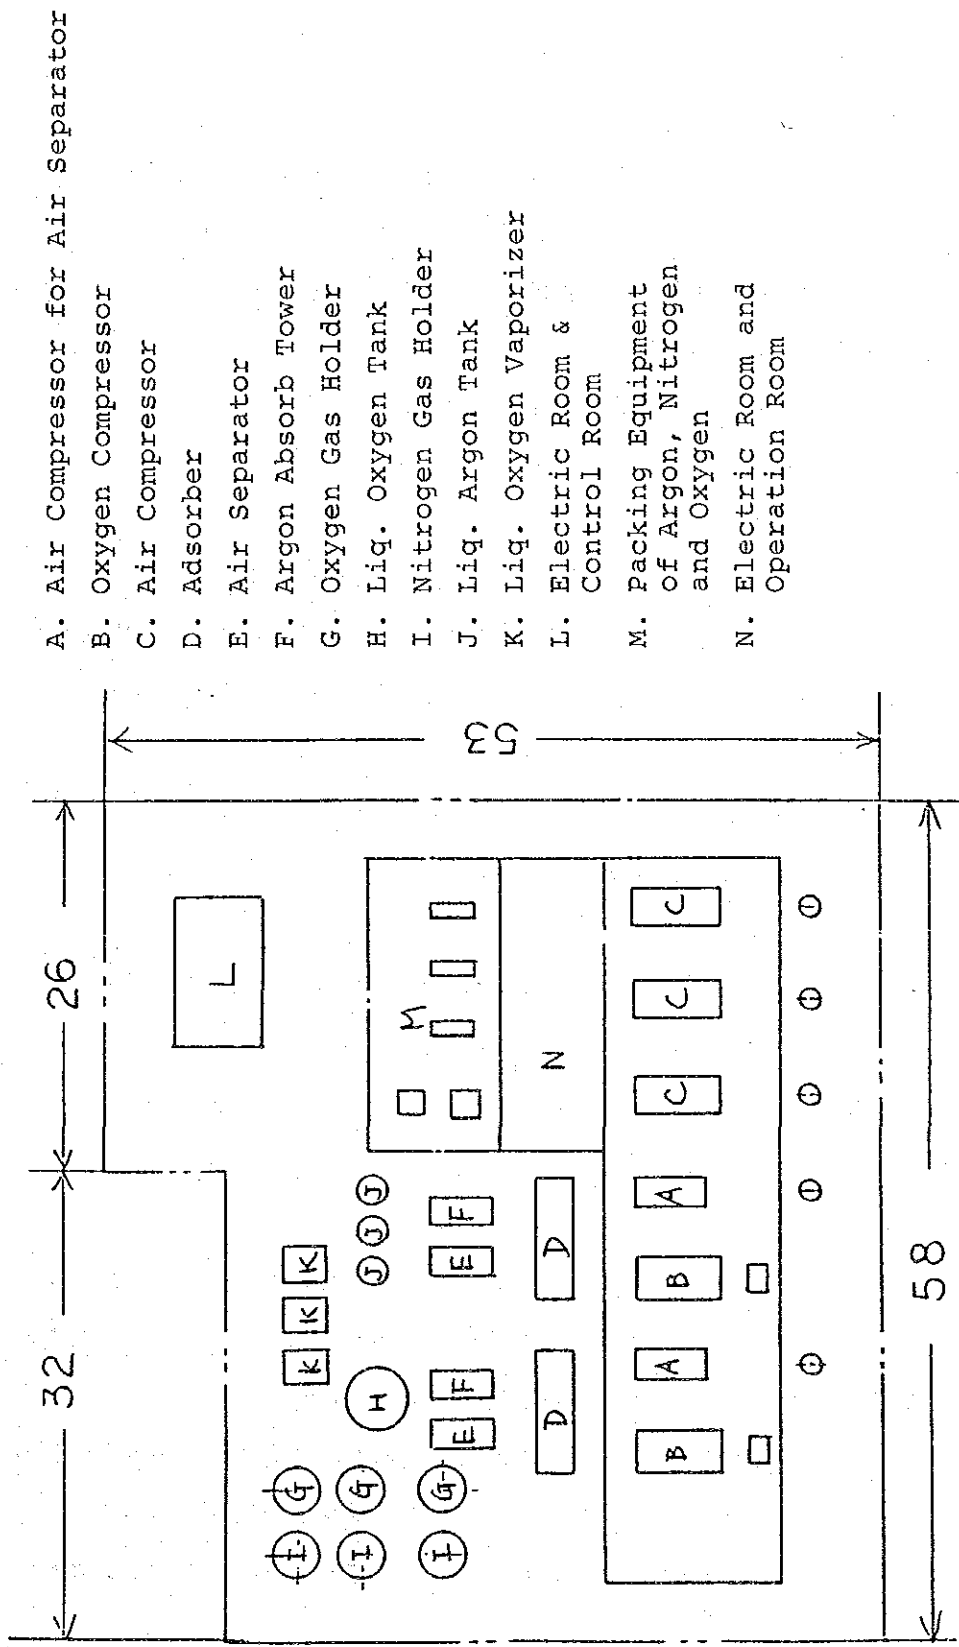 32
26
L
I G K K K
I G H J J J
M
I G E F E F
N
D D
B A B A C C C
53
58
A. Air Compressor for Air Separator
B. Oxygen Compressor
C. Air Compressor
D. Adsorber
E. Air Separator
F. Argon Absorb Tower
G. Oxygen Gas Holder
H. Liq. Oxygen Tank
I. Nitrogen Gas Holder
J. Liq. Argon Tank
K. Liq. Oxygen Vaporizer
L. Electric Room &
Control Room
M. Packing Equipment
of Argon, Nitrogen
and Oxygen
N. Electric Room and
Operation Room